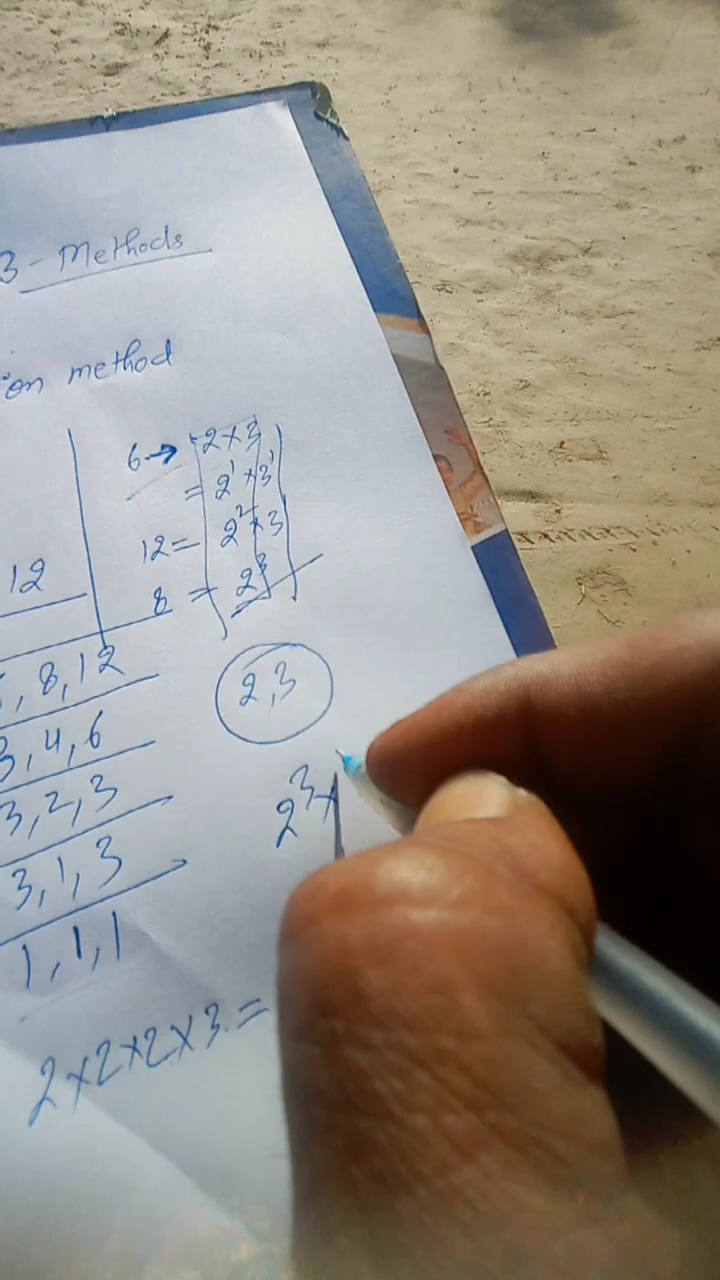 3 - Methods
on method
6→ 2×3
= 2¹×3¹
12
12= 2²×3
8 = 2³
, 8, 12
2,3
3, 4, 6
3, 2, 3
2³×
3, 1, 3
1, 1, 1
2×2×2×3 =